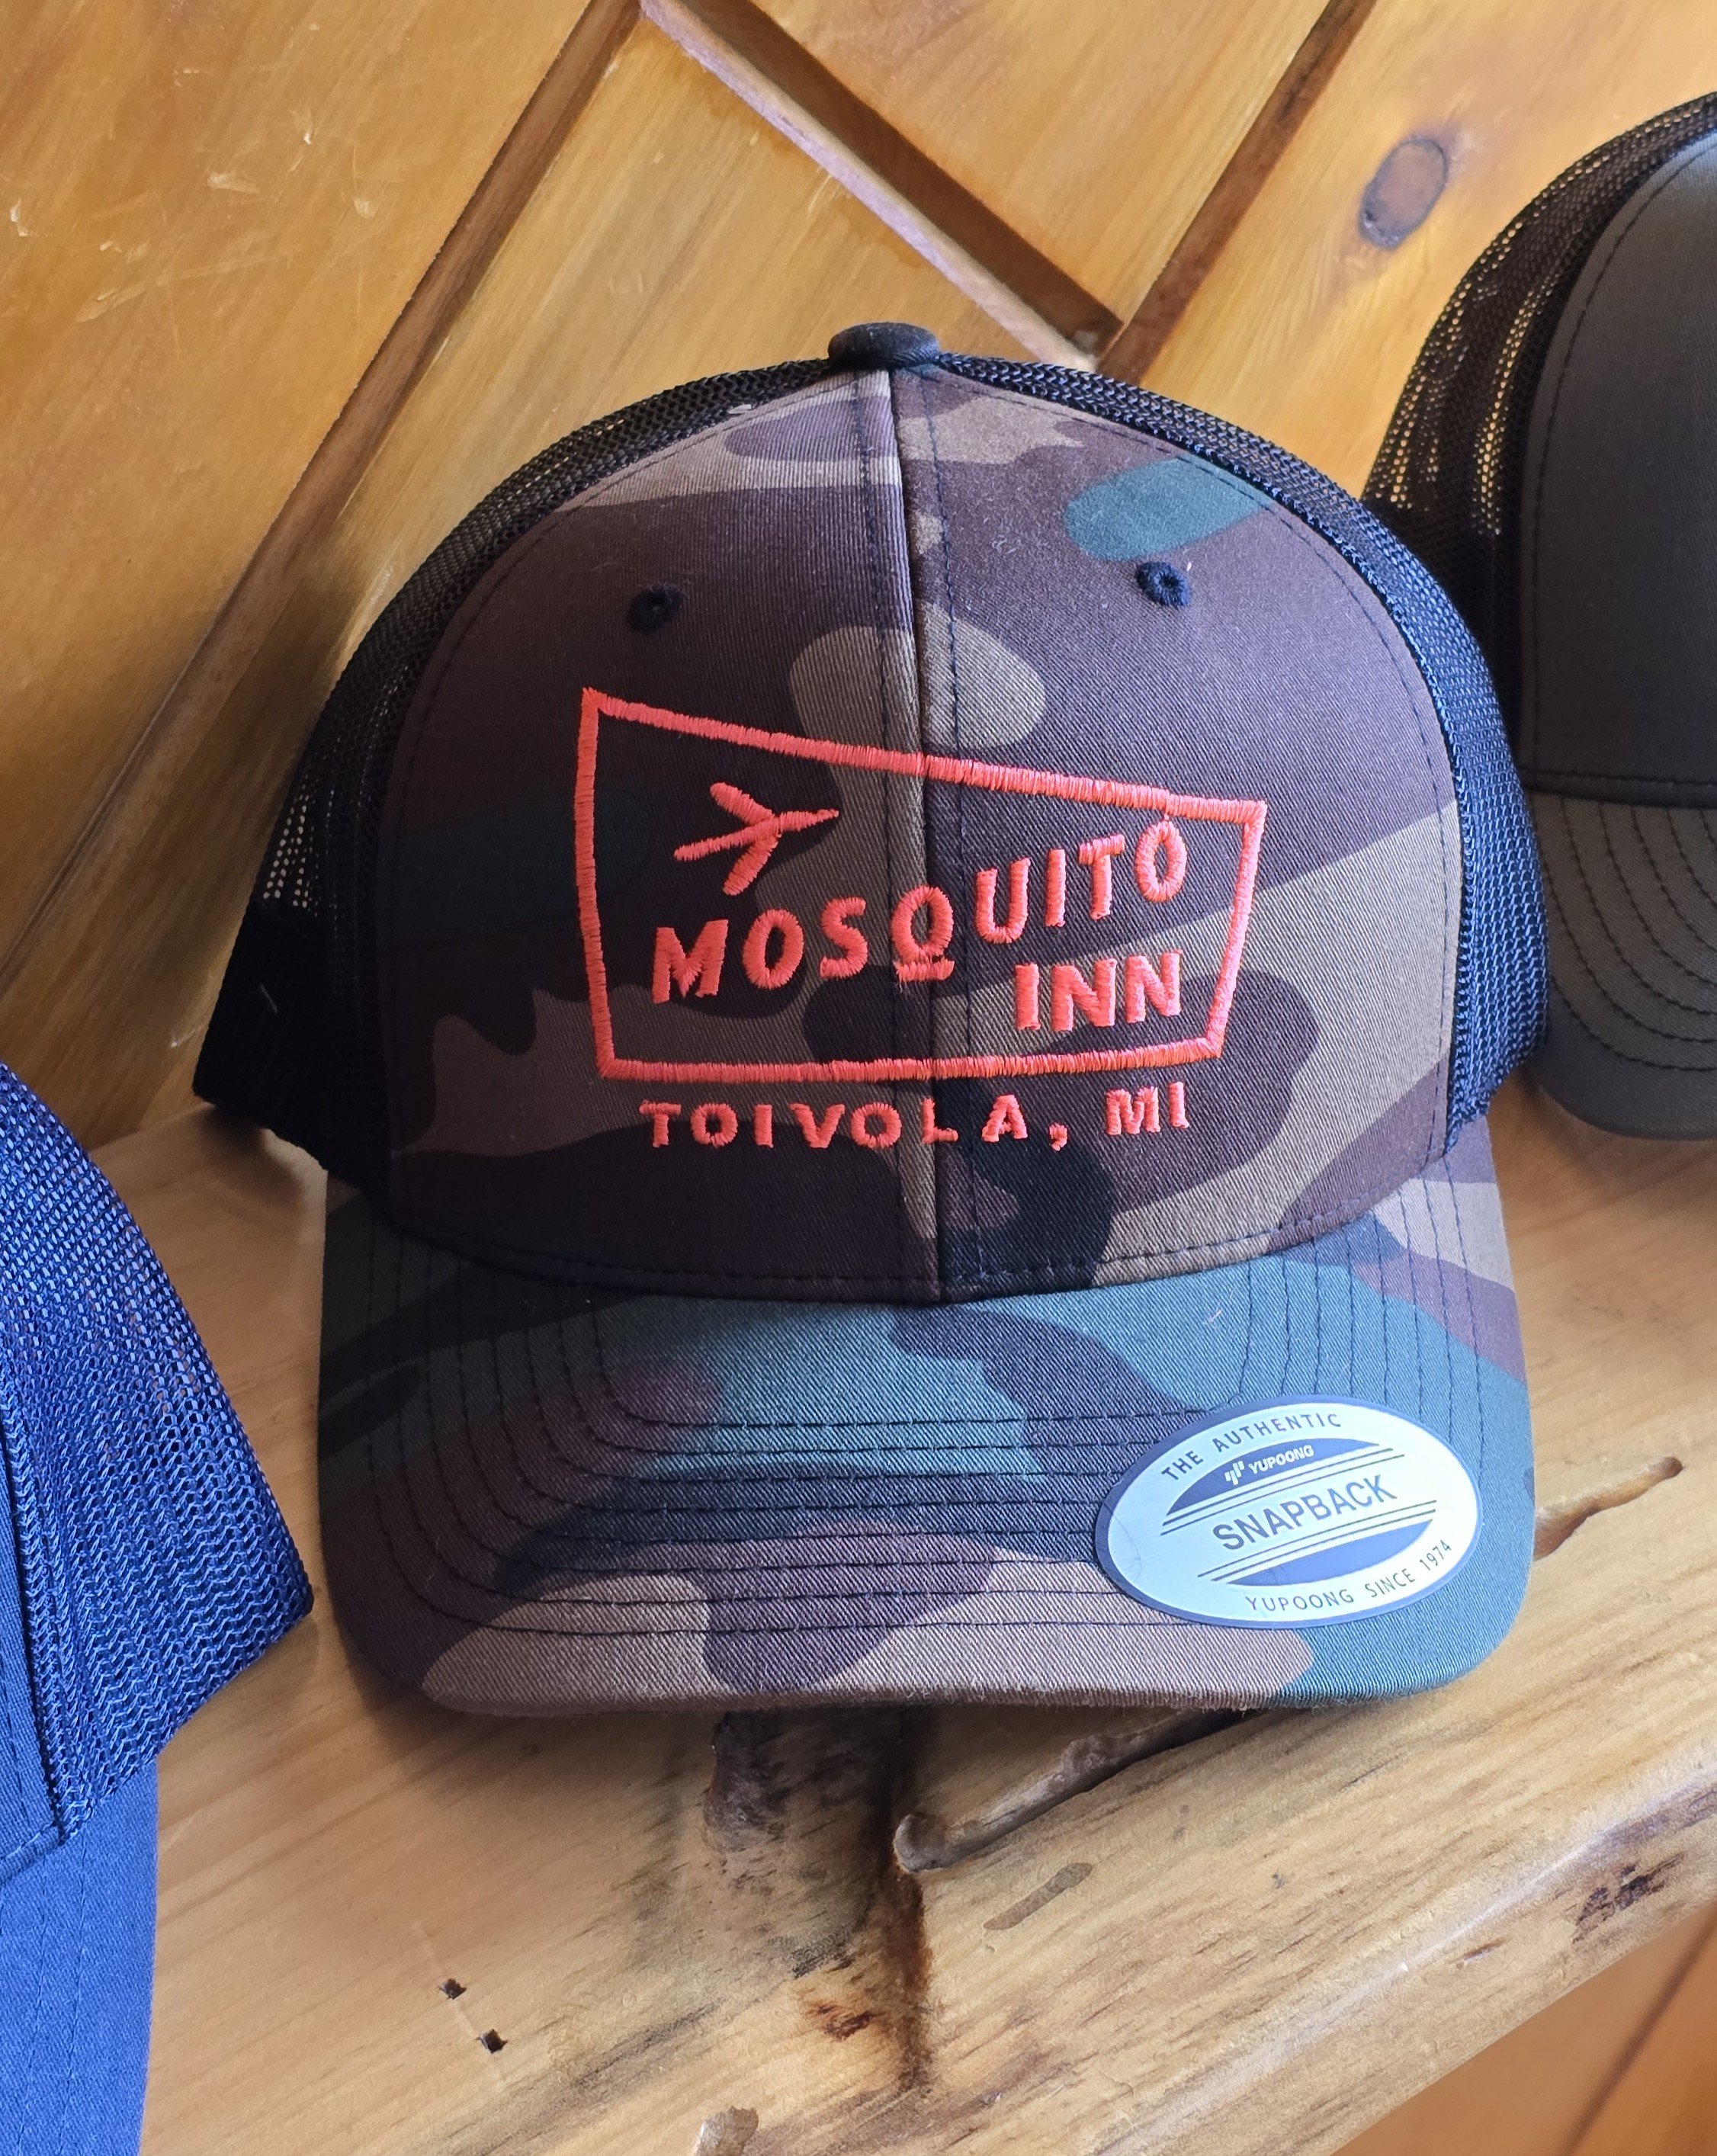 MOSQUITO
INN
TOIVOLA, MI
THE AUTHENTIC
YUPOONG
SNAPBACK
YUPOONG SINCE 1974